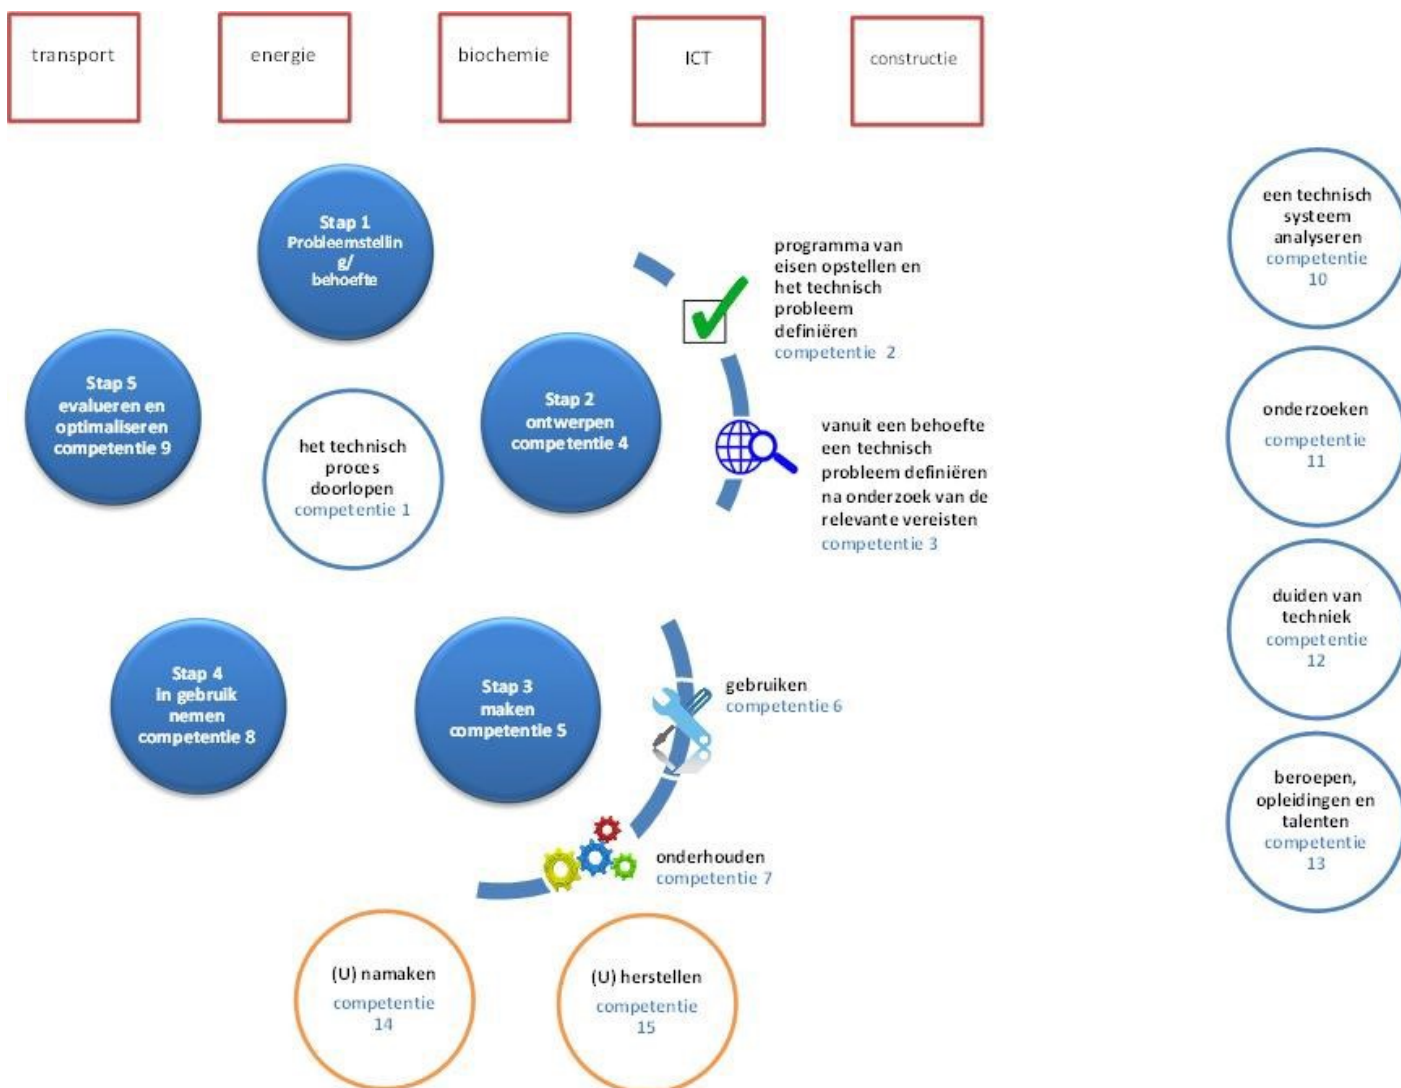 transport
energie
biochemie
ICT
constructie
Stap 1
Probleemstellin
g/
behoefte
programma van
eisen opstellen en
het technisch
probleem
definiëren
competentie 2
een technisch
systeem
analyseren
competentie
10
Stap 5
evalueren en
optimaliseren
competentie 9
het technisch
proces
doorlopen
competentie 1
Stap 2
ontwerpen
competentie 4
vanuit een behoefte
een technisch
probleem definiëren
na onderzoek van de
relevante vereisten
competentie 3
onderzoeken
competentie
11
Stap 4
in gebruik
nemen
competentie 8
Stap 3
maken
competentie 5
gebruiken
competentie 6
duiden van
techniek
competentie
12
onderhouden
competentie 7
beroepen,
opleidingen en
talenten
competentie
13
(U) namaken
competentie
14
(U) herstellen
competentie
15